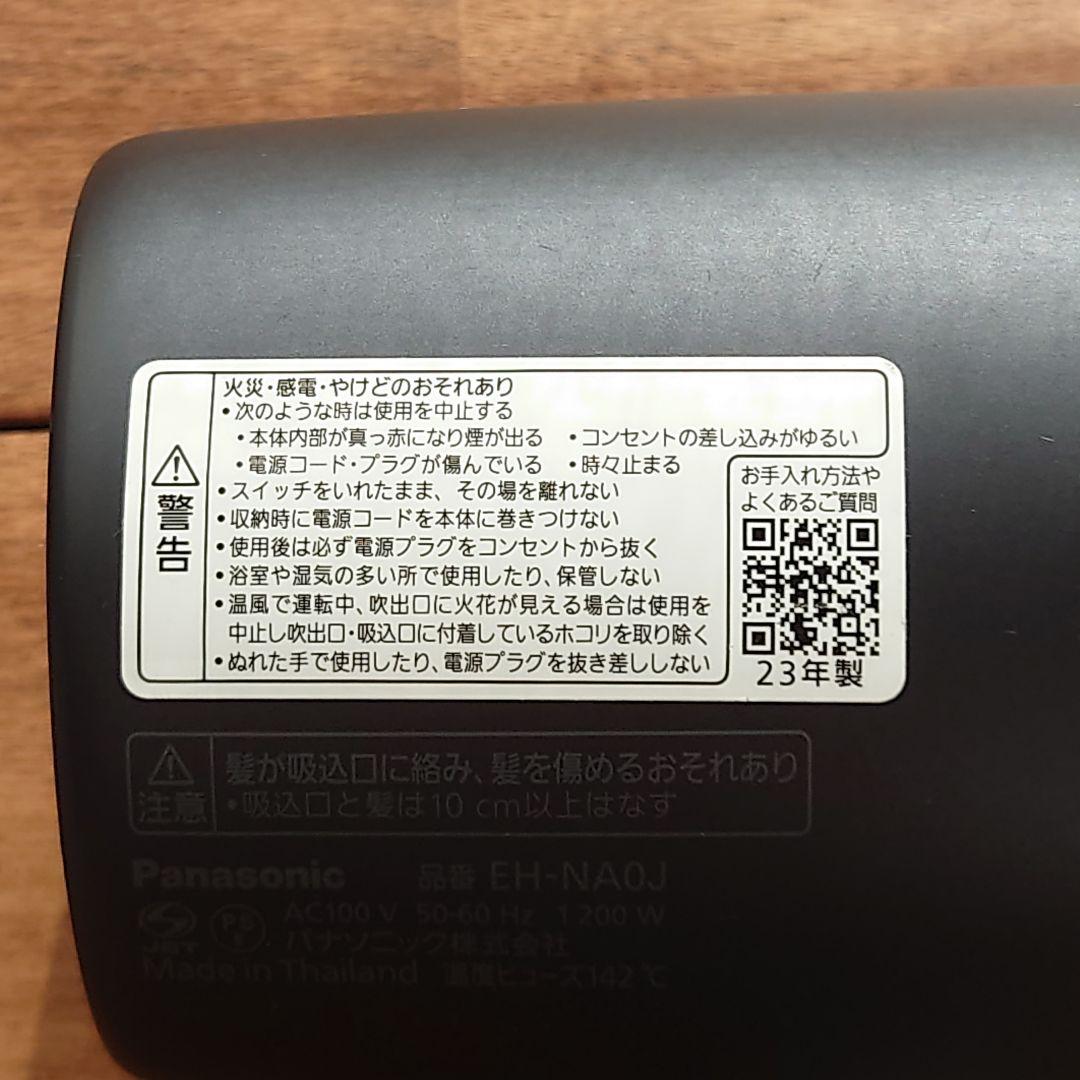 警告
火災・感電・やけどのおそれあり
•次のような時は使用を中止する
•本体内部が真っ赤になり煙が出る •コンセントの差し込みがゆるい
•電源コード・プラグが傷んでいる •時々止まる
•スイッチをいれたまま、その場を離れない
•収納時に電源コードを本体に巻きつけない
•使用後は必ず電源プラグをコンセントから抜く
•浴室や湿気の多い所で使用したり、保管しない
•温風で運転中、吹出口に火花が見える場合は使用を
中止し吹出口・吸込口に付着しているホコリを取り除く
•ぬれた手で使用したり、電源プラグを抜き差ししない
お手入れ方法や
よくあるご質問
23年製
注意
髪が吸込口に絡み、髪を傷めるおそれあり
•吸込口と髪は10 cm以上はなす
Panasonic 品番 EH-NA0J
JET PSE AC100 V 50-60 Hz 1 200 W
パナソニック株式会社
Made in Thailand 温度ヒューズ142℃